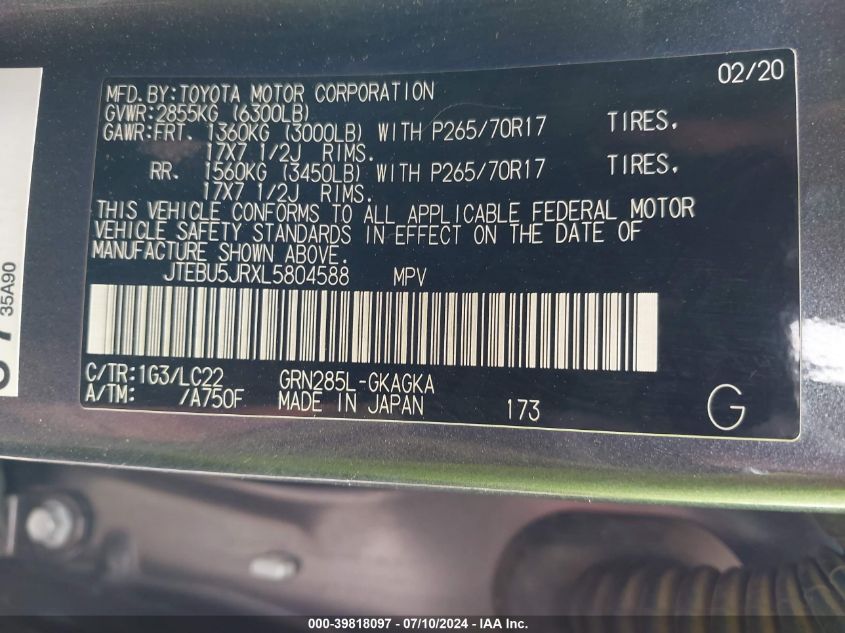 02/20
MFD.BY:TOYOTA MOTOR CORPORATION
GVWR:2855KG (6300LB)
GAWR:FRT. 1360KG (3000LB) WITH P265/70R17 TIRES.
17X7 1/2J RIMS.
RR. 1560KG (3450LB) WITH P265/70R17 TIRES.
17X7 1/2J RIMS.
THIS VEHICLE CONFORMS TO ALL APPLICABLE FEDERAL MOTOR
VEHICLE SAFETY STANDARDS IN EFFECT ON THE DATE OF
MANUFACTURE SHOWN ABOVE.
JTEBU5JRXL5804588 MPV
C/TR:1G3/LC22 GRN285L-GKAGKA
A/TM: /A750F MADE IN JAPAN 173 G
35A90
000-39818097 - 07/10/2024 - IAA Inc.